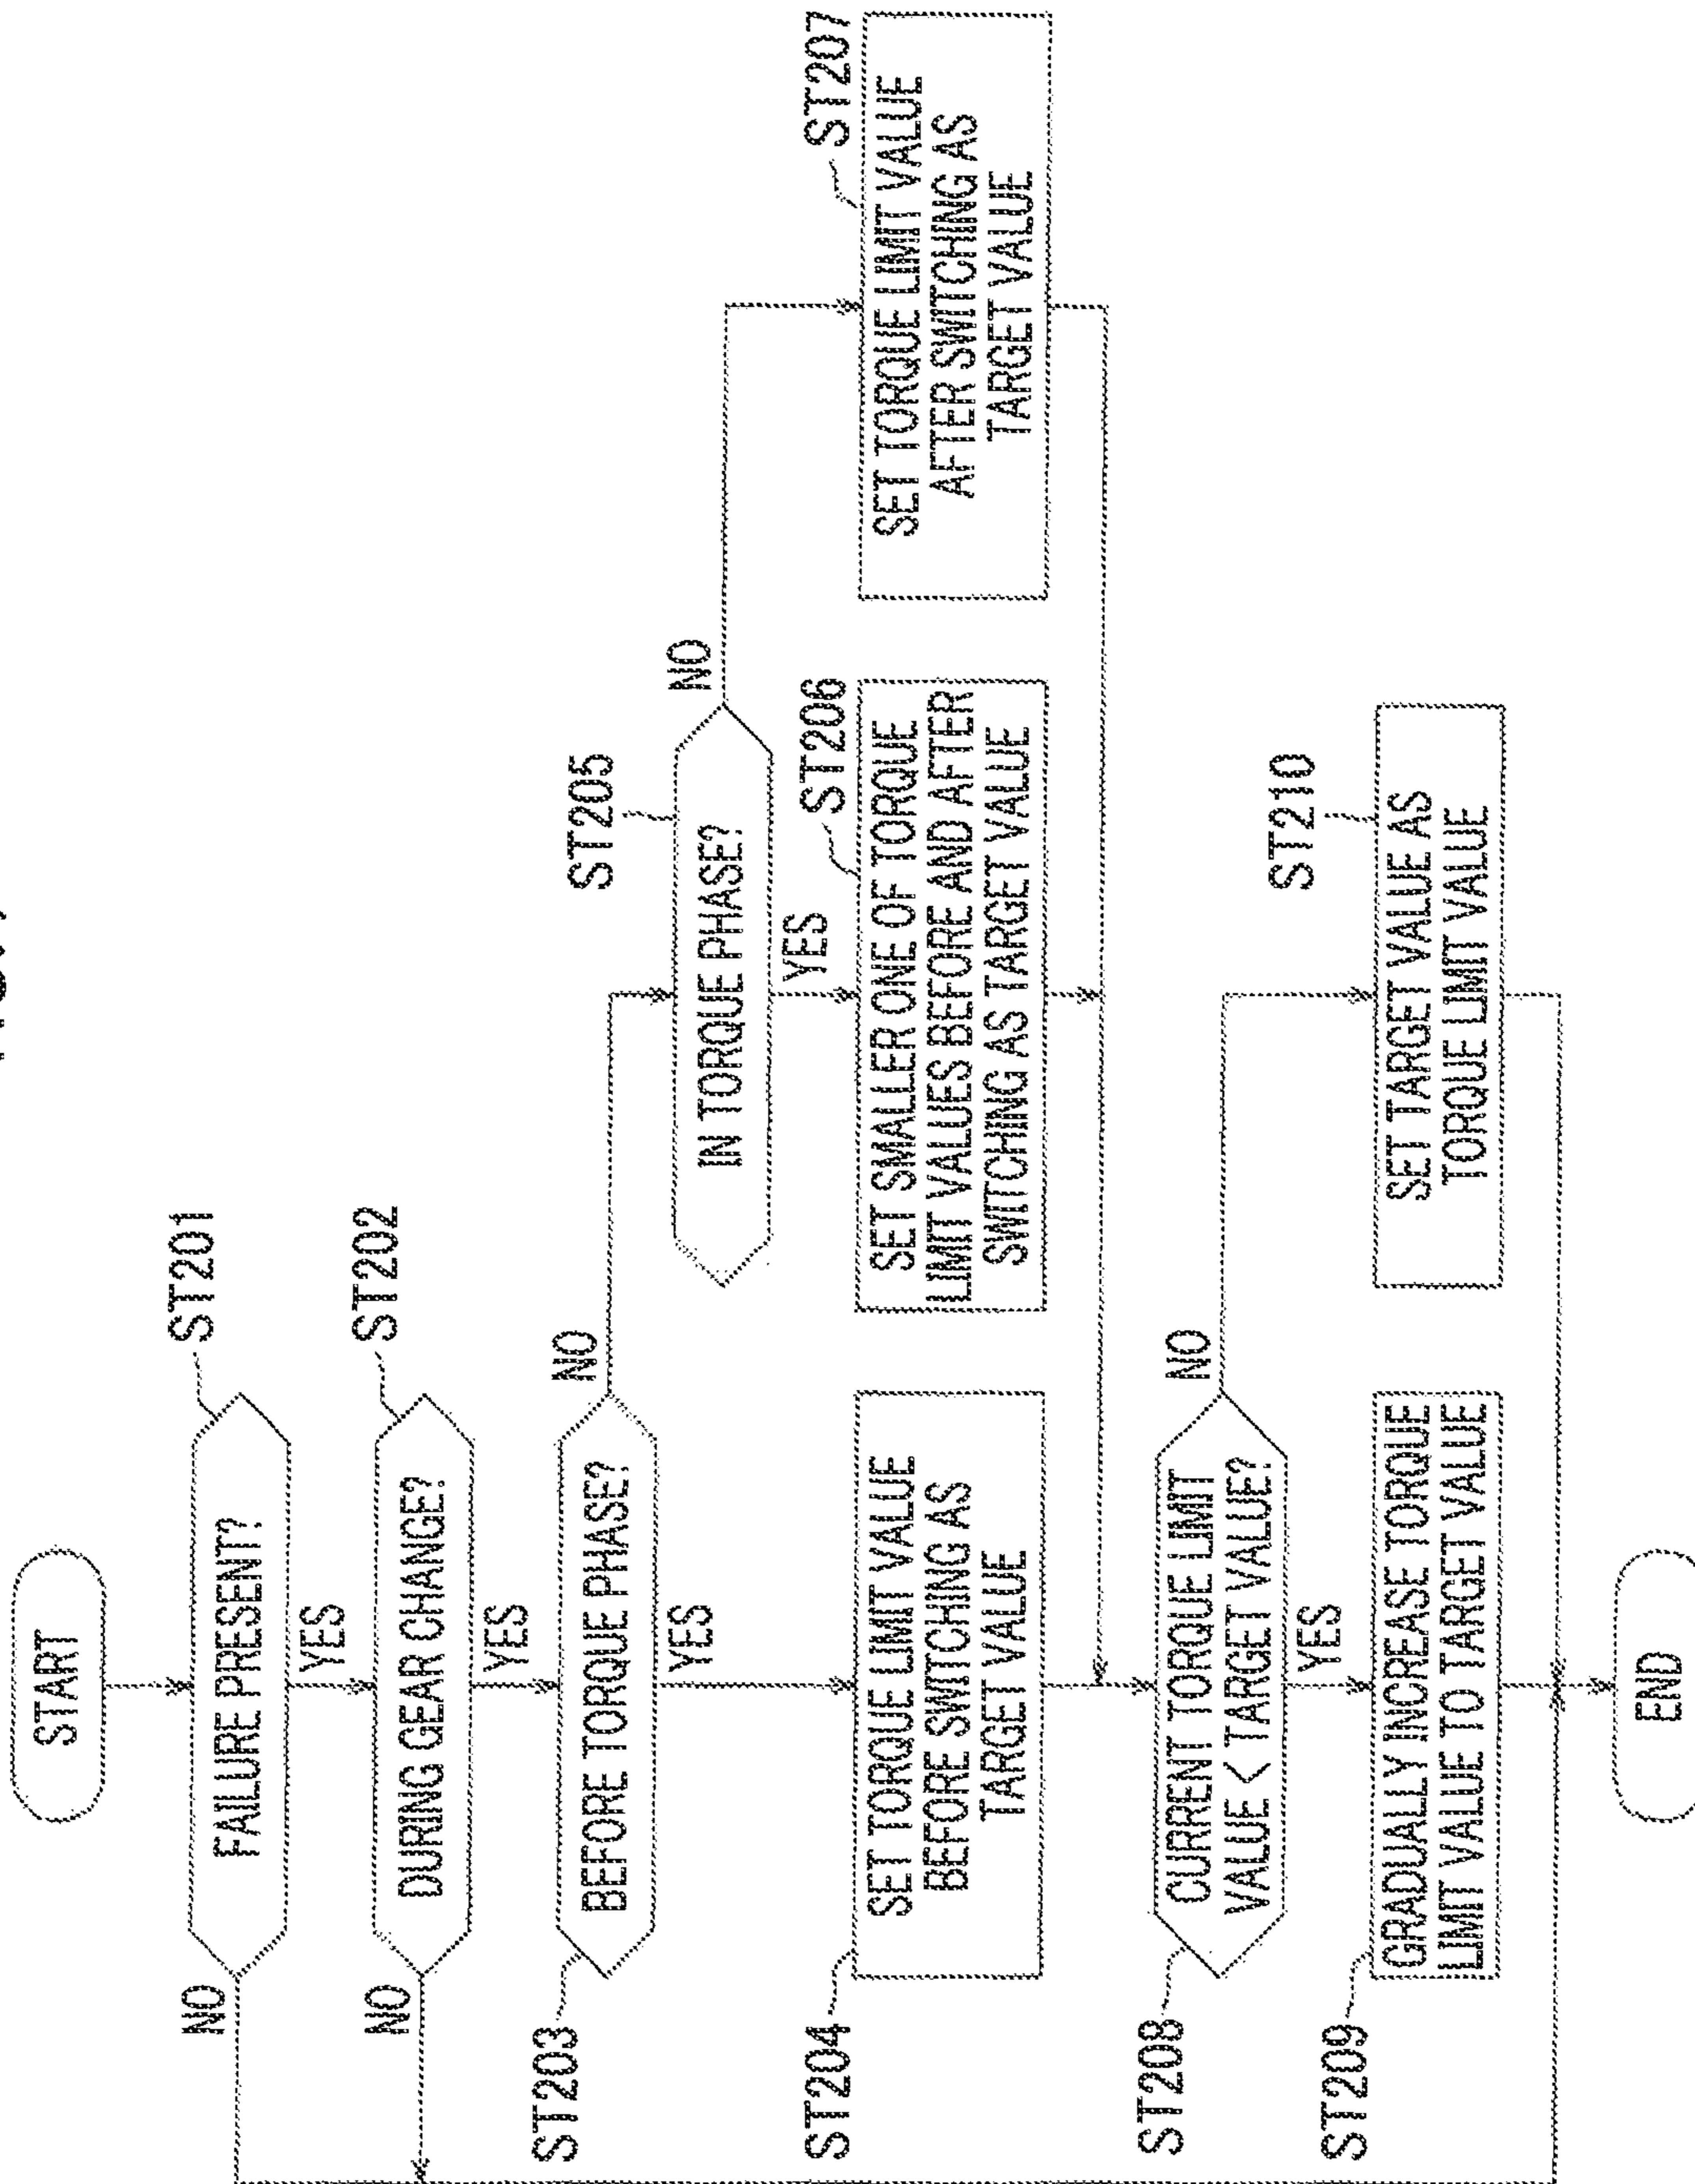 START
ST201
FAILURE PRESENT?
NO
YES
ST202
DURING GEAR CHANGE?
NO
YES
ST203
BEFORE TORQUE PHASE?
NO
YES
ST205
IN TORQUE PHASE?
NO
YES
ST204
SET TORQUE LIMIT VALUE
BEFORE SWITCHING AS
TARGET VALUE
ST206
SET SMALLER ONE OF TORQUE
LIMIT VALUES BEFORE AND AFTER
SWITCHING AS TARGET VALUE
ST207
SET TORQUE LIMIT VALUE
AFTER SWITCHING AS
TARGET VALUE
ST208
CURRENT TORQUE LIMIT
VALUE < TARGET VALUE?
NO
YES
ST209
GRADUALLY INCREASE TORQUE
LIMIT VALUE TO TARGET VALUE
ST210
SET TARGET VALUE AS
TORQUE LIMIT VALUE
END